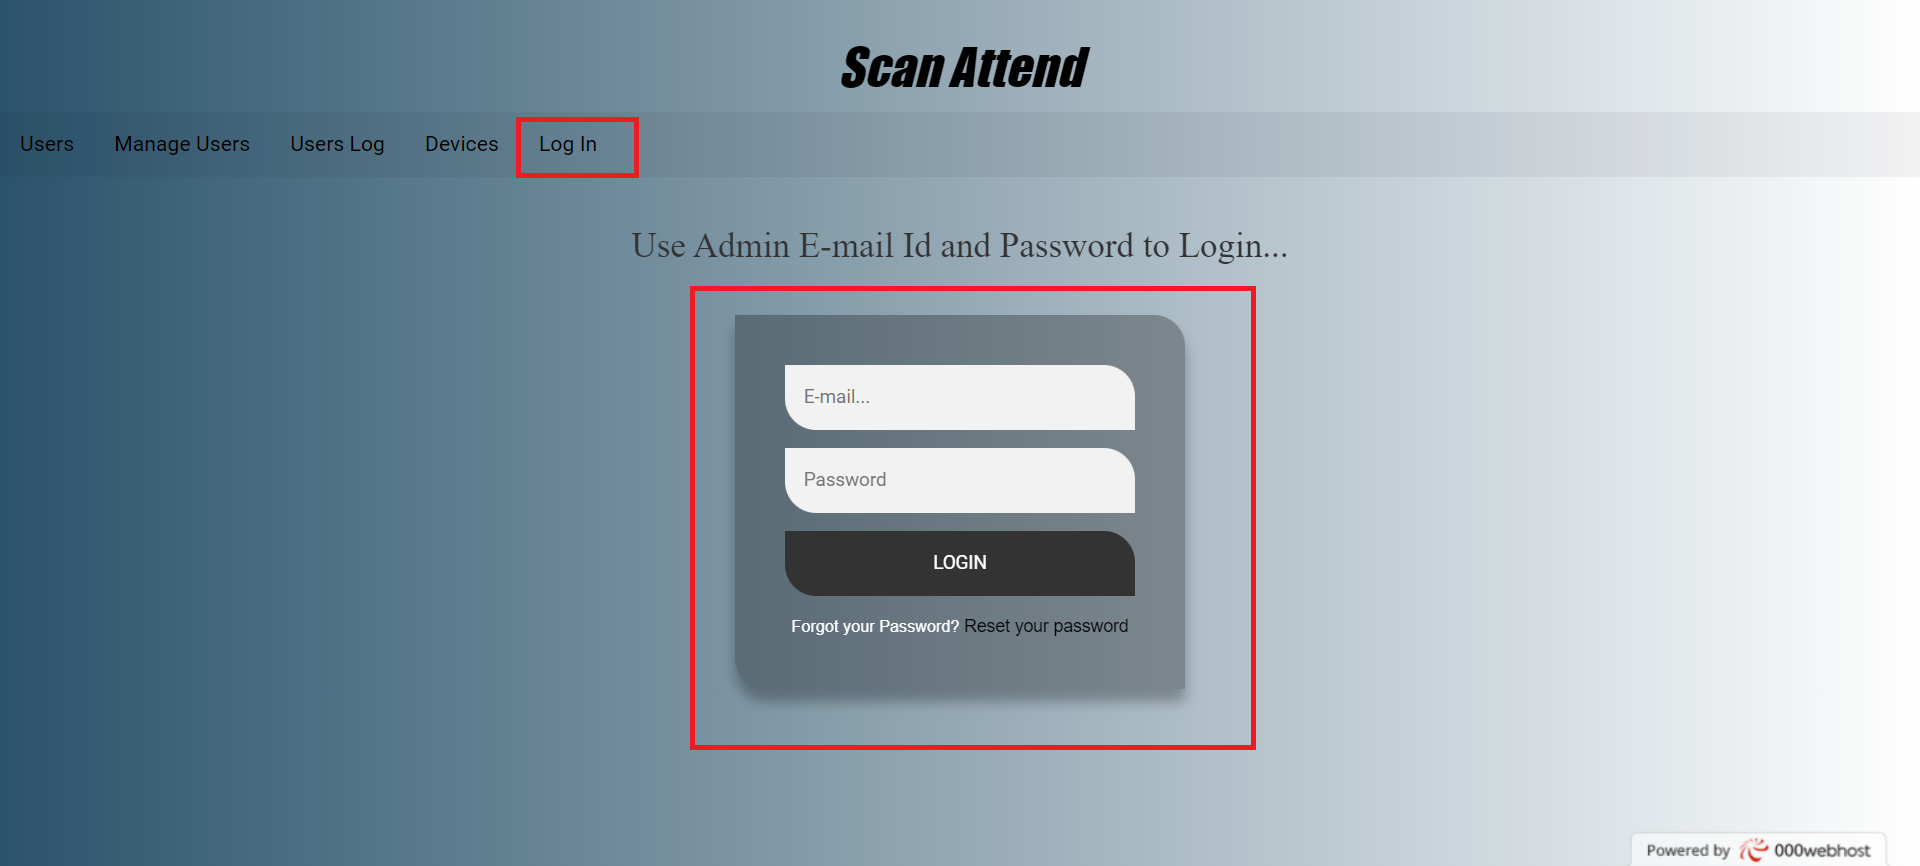 Scan Attend
Users Manage Users Users Log Devices Log In
Use Admin E-mail Id and Password to Login...
E-mail...
Password
LOGIN
Forgot your Password? Reset your password
Powered by 000webhost